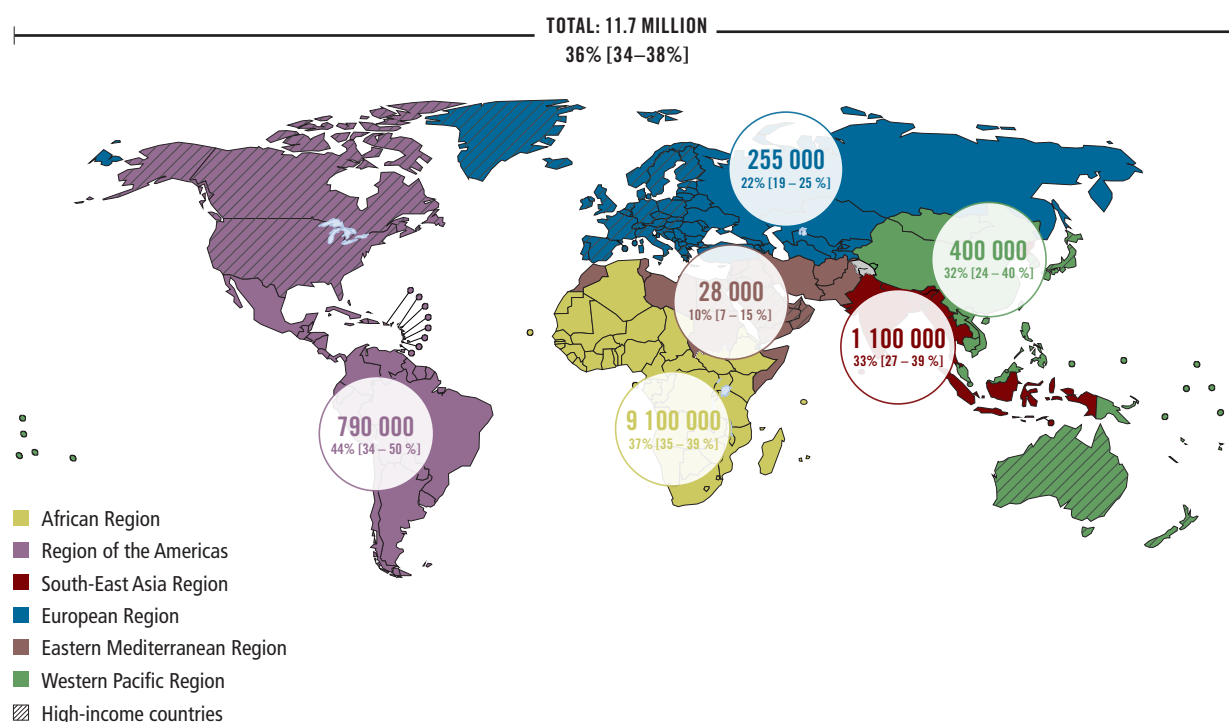 TOTAL: 11.7 MILLION
36% [34–38%]
255 000
22% [19 – 25 %]
400 000
32% [24 – 40 %]
28 000
10% [7 – 15 %]
1 100 000
33% [27 – 39 %]
790 000
44% [34 – 50 %]
9 100 000
37% [35 – 39 %]
African Region
Region of the Americas
South-East Asia Region
European Region
Eastern Mediterranean Region
Western Pacific Region
High-income countries